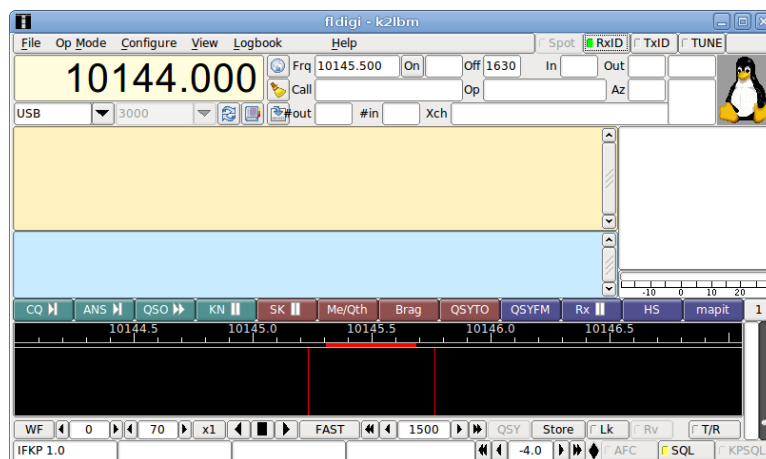 fldigi - k2lbm
File Op Mode Configure View Logbook Help Spot RxID TxID TUNE
10144.000
Frq 10145.500 On Off 1630 In Out
Call Op Az
USB 3000 #out #in Xch
-10 0 10 20
CQ ANS QSO KN SK Me/Qth Brag QSYTO QSYFM Rx HS mapit 1
10144.5 10145.0 10145.5 10146.0 10146.5
WF 0 70 x1 FAST 1500 QSY Store Lk Rv T/R
IFKP 1.0 -4.0 AFC SQL KPSQL